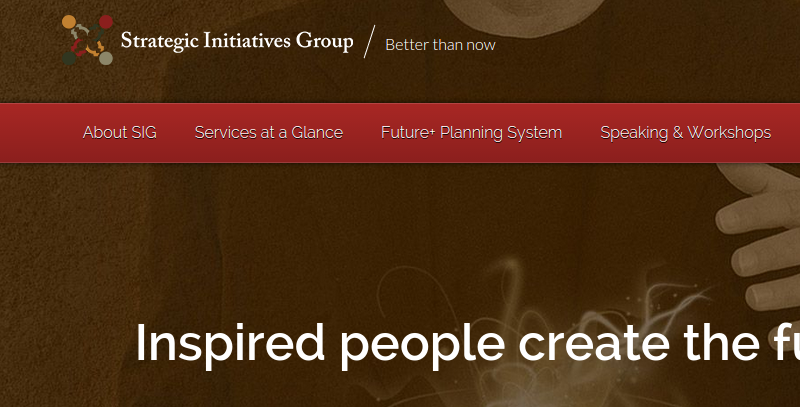 Strategic Initiatives Group
Better than now
About SIG
Services at a Glance
Future+ Planning System
Speaking & Workshops
Inspired people create the